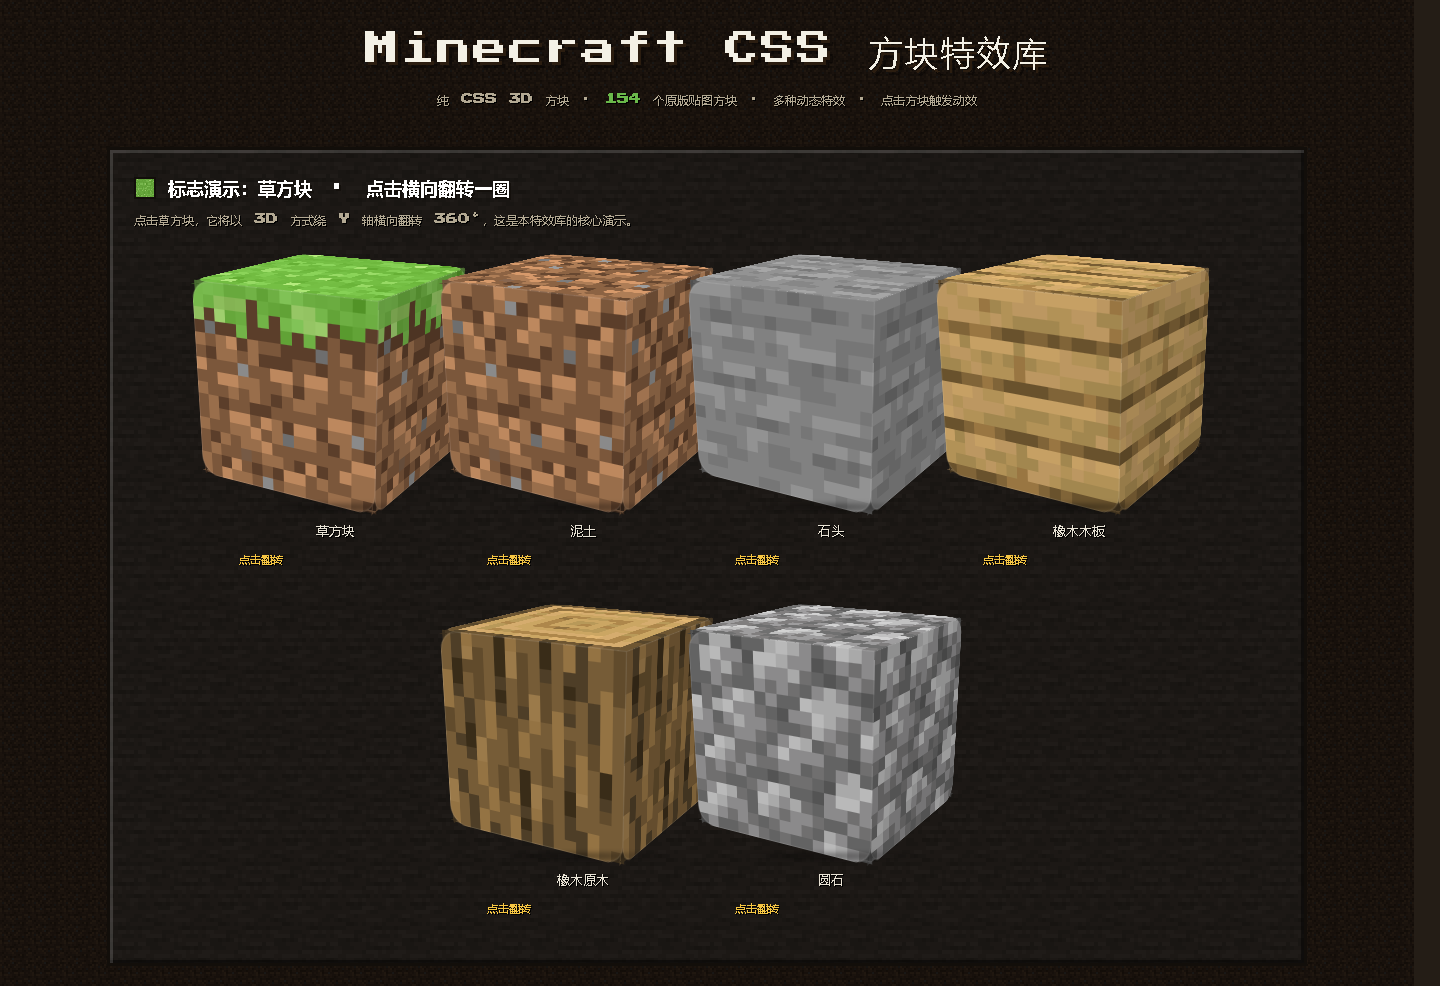 Minecraft CSS 方块特效库
纯 CSS 3D 方块 · 154 个原版贴图方块 · 多种动态特效 · 点击方块触发动效
标志演示：草方块 · 点击横向翻转一圈
点击草方块，它将以 3D 方式绕 Y 轴横向翻转 360°，这是本特效库的核心演示。
草方块 泥土 石头 橡木木板
点击翻转 点击翻转 点击翻转 点击翻转
橡木原木 圆石
点击翻转 点击翻转